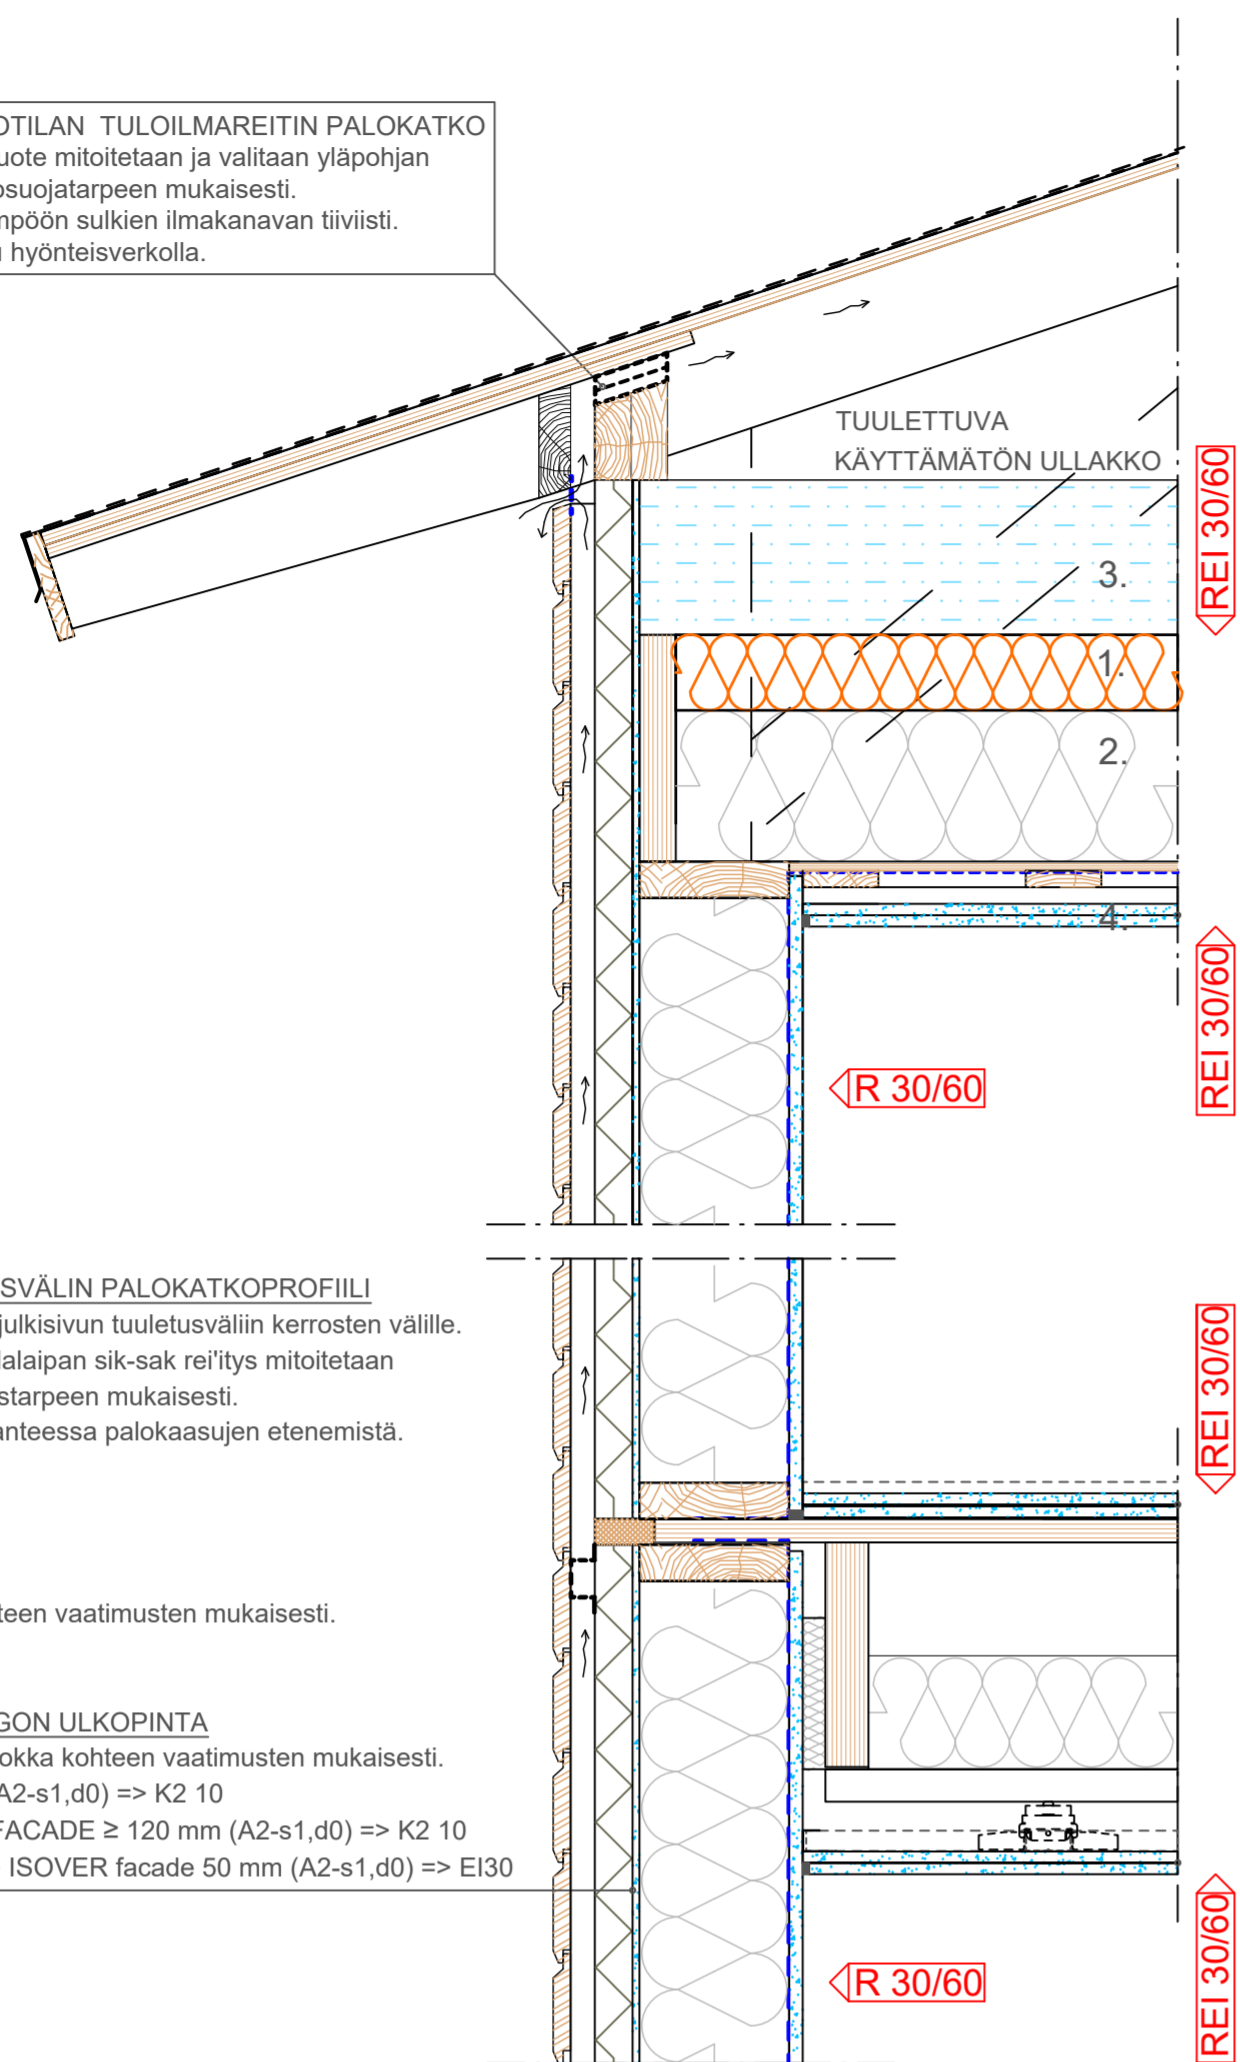 OTILAN TULOILMAREITIN PALOKATKO
uote mitoitetaan ja valitaan yläpohjan
osuojatarpeen mukaisesti.
mpöön sulkien ilmakanavan tiiviisti.
hyönteisverkolla.
TUULETTUVA
KÄYTTÄMÄTÖN ULLAKKO
REI 30/60
3.
1.
2.
4.
REI 30/60
R 30/60
SVÄLIN PALOKATKOPROFIILI
julkisivun tuuletusväliin kerrosten välille.
lalaipan sik-sak rei'itys mitoitetaan
starpeen mukaisesti.
anteessa palokaasujen etenemistä.
REI 30/60
teen vaatimusten mukaisesti.
GON ULKOPINTA
okka kohteen vaatimusten mukaisesti.
A2-s1,d0) => K2 10
FACADE ≥ 120 mm (A2-s1,d0) => K2 10
ISOVER facade 50 mm (A2-s1,d0) => EI30
R 30/60
REI 30/60